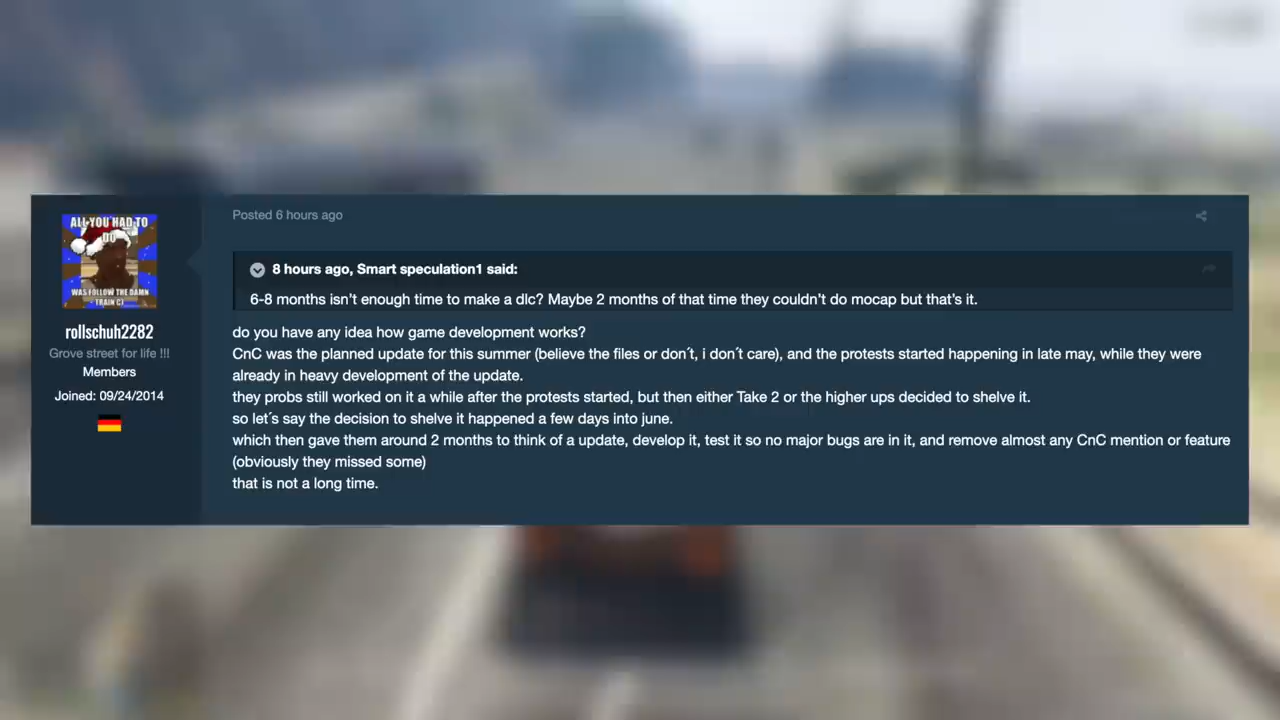 ALL YOU HAD TO
DO
WAS FOLLOW THE DAMN
TRAIN CJ
rollschuh2282
Grove street for life !!!
Members
Joined: 09/24/2014
Posted 6 hours ago
8 hours ago, Smart speculation1 said:
6-8 months isn't enough time to make a dlc? Maybe 2 months of that time they couldn't do mocap but that's it.
do you have any idea how game development works?
CnC was the planned update for this summer (believe the files or don´t, i don´t care), and the protests started happening in late may, while they were
already in heavy development of the update.
they probs still worked on it a while after the protests started, but then either Take 2 or the higher ups decided to shelve it.
so let´s say the decision to shelve it happened a few days into june.
which then gave them around 2 months to think of a update, develop it, test it so no major bugs are in it, and remove almost any CnC mention or feature
(obviously they missed some)
that is not a long time.